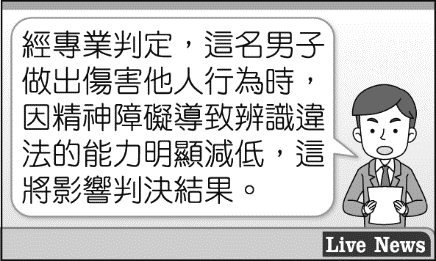 經專業判定，這名男子
做出傷害他人行為時，
因精神障礙導致辨識違
法的能力明顯減低，這
將影響判決結果。
Live News